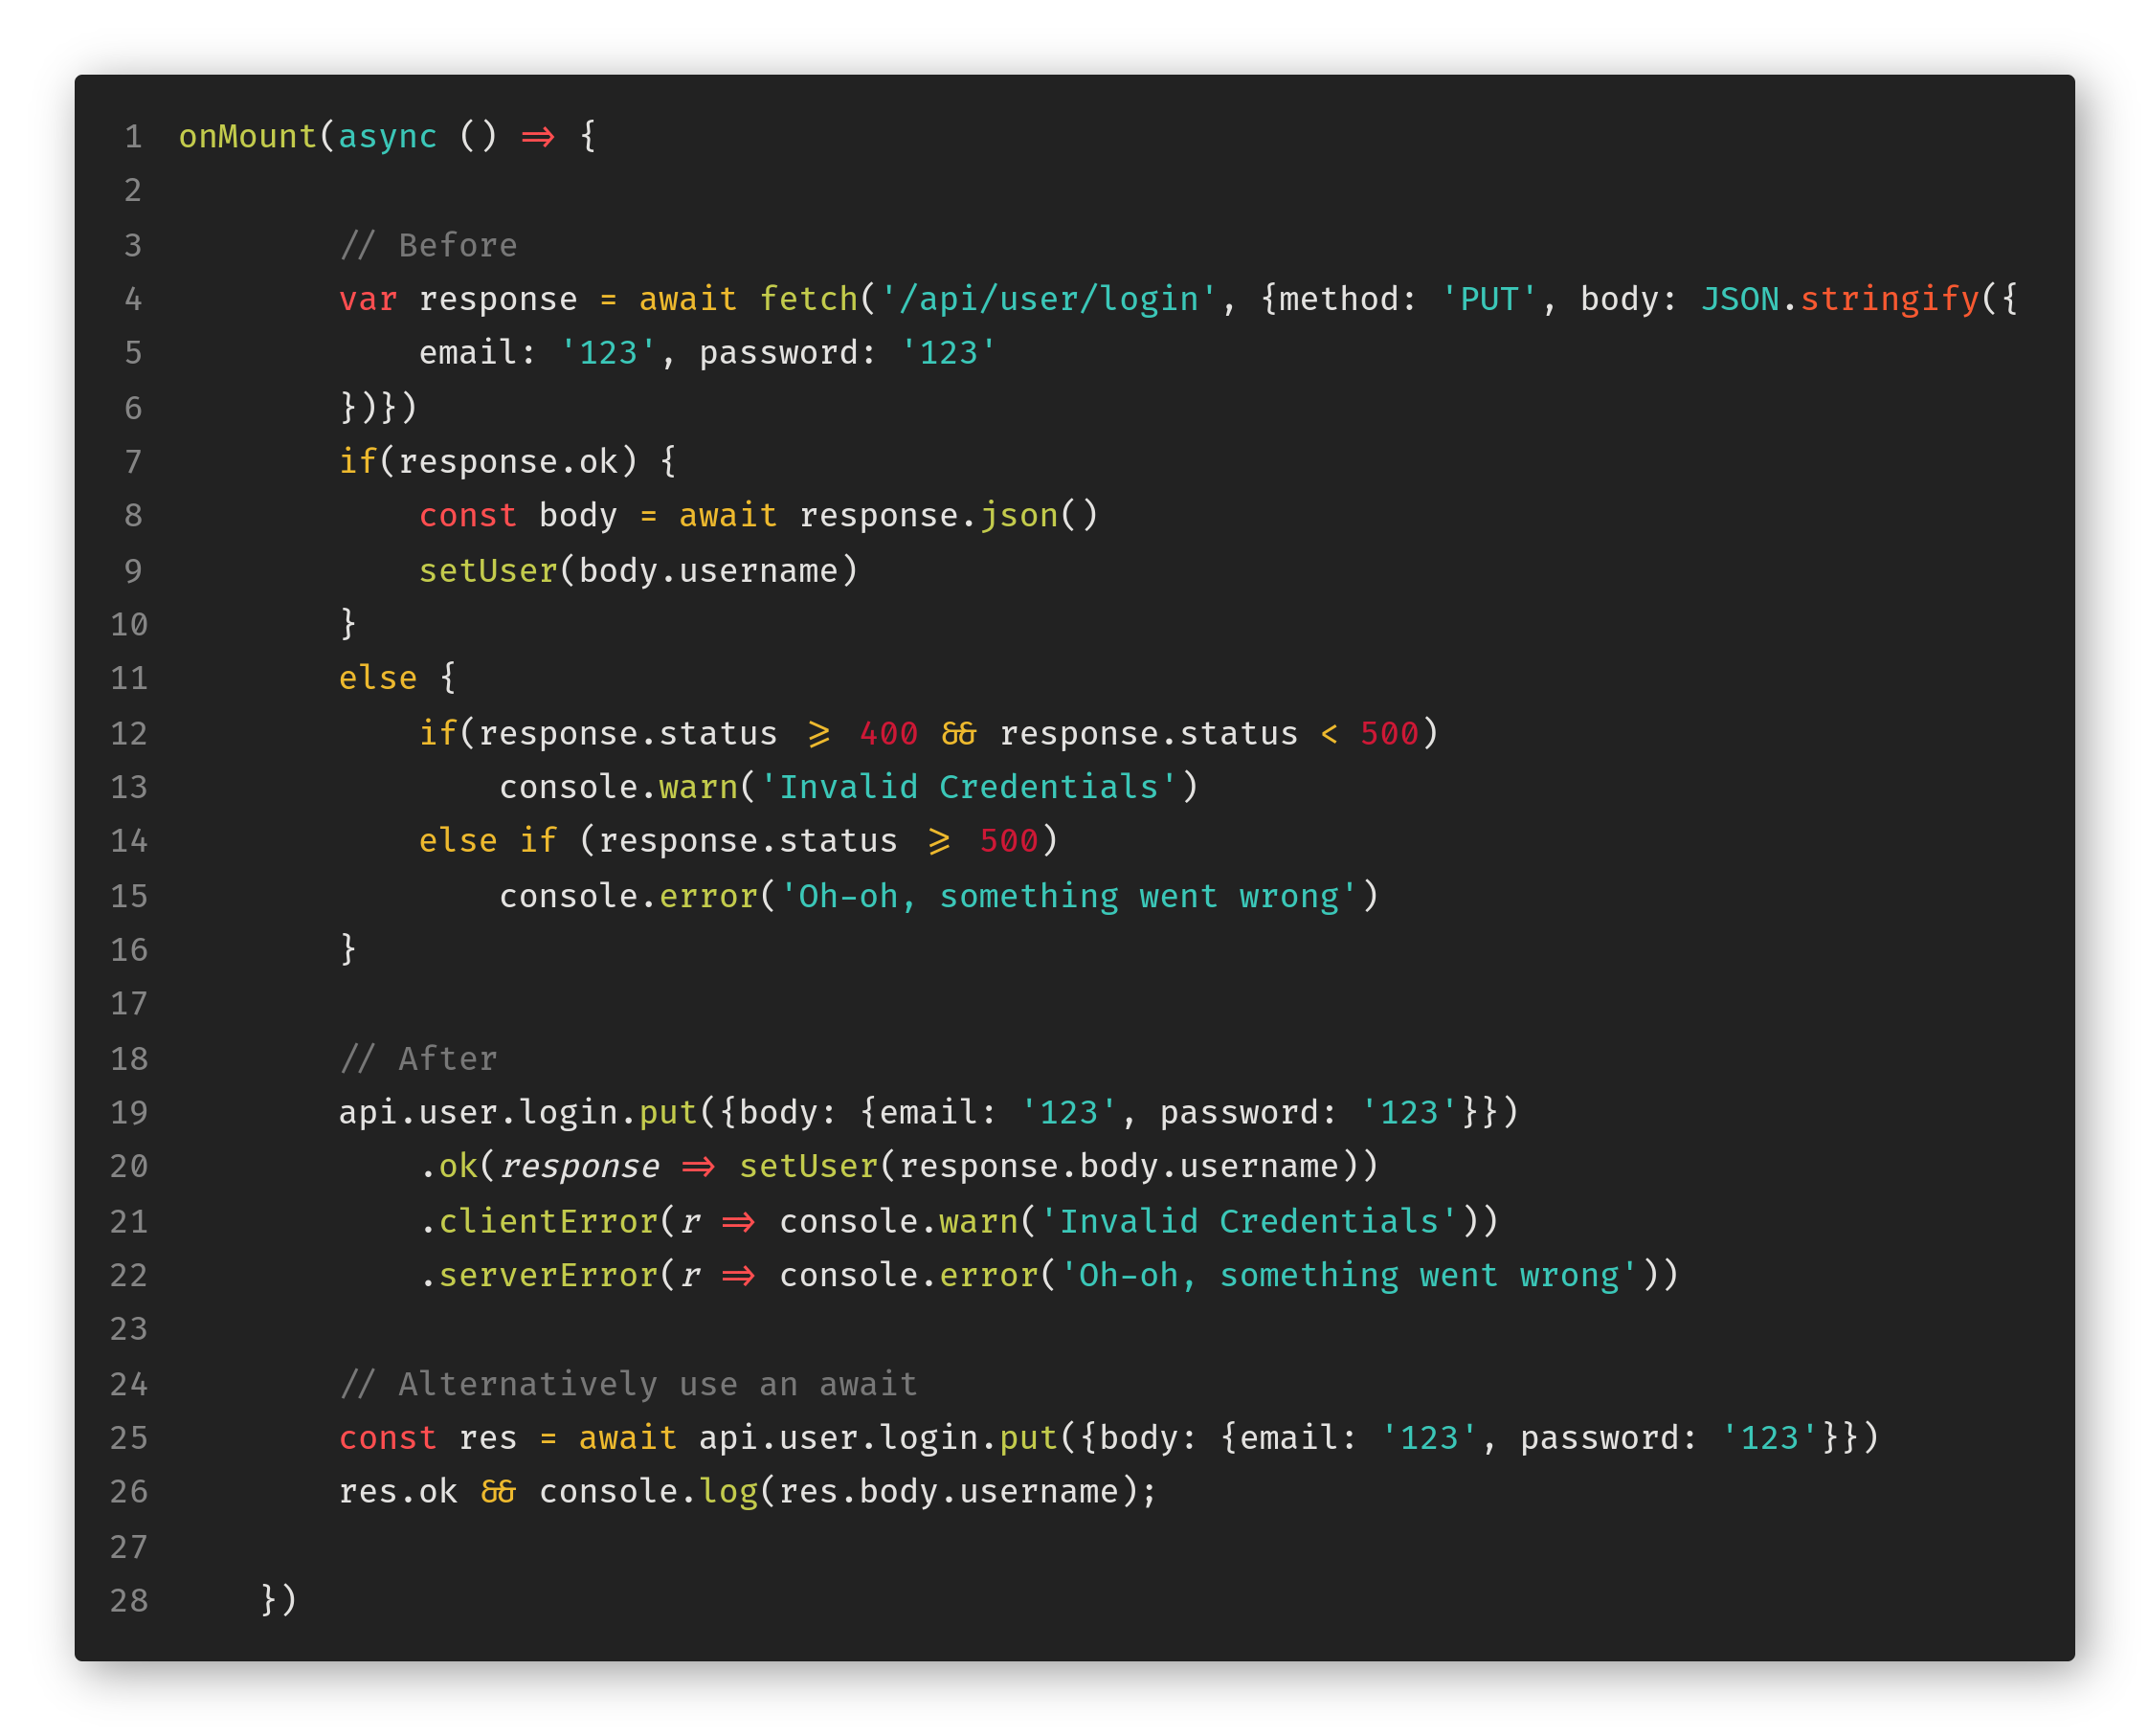 1 onMount(async () => {
2
3 // Before
4 var response = await fetch('/api/user/login', {method: 'PUT', body: JSON.stringify({
5 email: '123', password: '123'
6 })})
7 if(response.ok) {
8 const body = await response.json()
9 setUser(body.username)
10 }
11 else {
12 if(response.status >= 400 && response.status < 500)
13 console.warn('Invalid Credentials')
14 else if (response.status >= 500)
15 console.error('Oh-oh, something went wrong')
16 }
17
18 // After
19 api.user.login.put({body: {email: '123', password: '123'}})
20 .ok(response => setUser(response.body.username))
21 .clientError(r => console.warn('Invalid Credentials'))
22 .serverError(r => console.error('Oh-oh, something went wrong'))
23
24 // Alternatively use an await
25 const res = await api.user.login.put({body: {email: '123', password: '123'}})
26 res.ok && console.log(res.body.username);
27
28 })